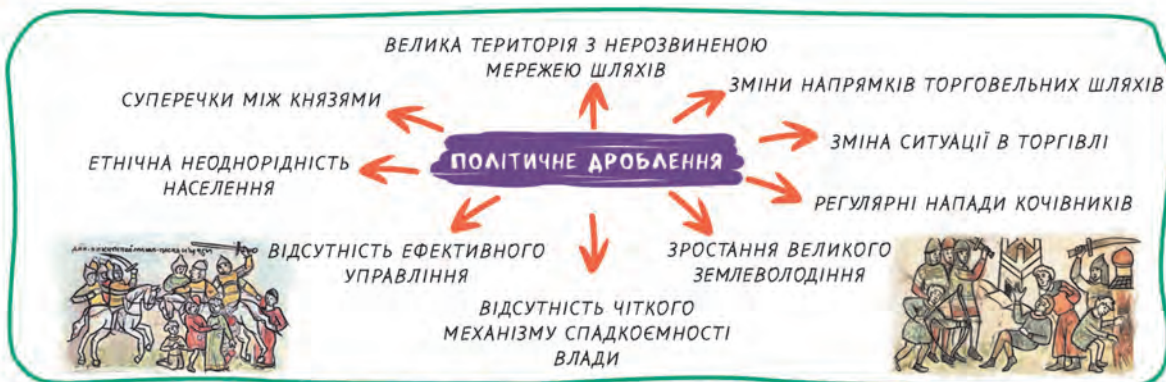 ВЕЛИКА ТЕРИТОРІЯ З НЕРОЗВИНЕНОЮ
МЕРЕЖЕЮ ШЛЯХІВ
ЗМІНИ НАПРЯМКІВ ТОРГОВЕЛЬНИХ ШЛЯХІВ
СУПЕРЕЧКИ МІЖ КНЯЗЯМИ
ПОЛІТИЧНЕ ДРОБЛЕННЯ
ЗМІНА СИТУАЦІЇ В ТОРГІВЛІ
ЕТНІЧНА НЕОДНОРІДНІСТЬ
НАСЕЛЕННЯ
РЕГУЛЯРНІ НАПАДИ КОЧІВНИКІВ
ВІДСУТНІСТЬ ЕФЕКТИВНОГО
УПРАВЛІННЯ
ЗРОСТАННЯ ВЕЛИКОГО
ЗЕМЛЕВОЛОДІННЯ
ВІДСУТНІСТЬ ЧІТКОГО
МЕХАНІЗМУ СПАДКОЄМНОСТІ
ВЛАДИ